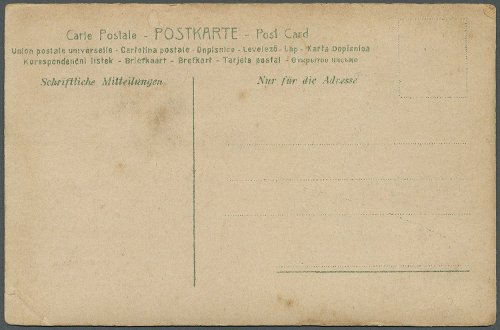 Carte Postale - POSTKARTE - Post Card
Union postale universelle - Cartolina postale - Dopisnice - Levelező-Lap - Karta Dopisnica
Korespondenční lístek - Briefkaart - Brefkort - Tarjeta postal - Открытое письмо
Schriftliche Mitteilungen
Nur für die Adresse